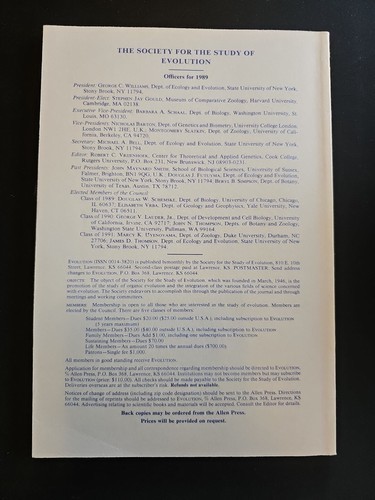 THE SOCIETY FOR THE STUDY OF
EVOLUTION
Officers for 1989
President: GEORGE C. WILLIAMS, Dept. of Ecology and Evolution, State University of New York,
Stony Brook, NY 11794.
President-Elect: STEPHEN JAY GOULD, Museum of Comparative Zoology, Harvard University,
Cambridge, MA 02138.
Executive Vice-President: BARBARA A. SCHAAL, Dept. of Biology, Washington University, St.
Louis, MO 63130.
Vice-Presidents: NICHOLAS BARTON, Dept. of Genetics and Biometry, University College London,
London NW1 2HE, U.K.; MONTGOMERY SLATKIN, Dept. of Zoology, University of Cali-
fornia, Berkeley, CA 94720.
Secretary: MICHAEL A. BELL, Dept. of Ecology and Evolution, State University of New York,
Stony Brook, NY 11794.
Editor: ROBERT C. VRIJENHOEK, Center for Theoretical and Applied Genetics, Cook College,
Rutgers University, P.O. Box 231, New Brunswick, NJ 08903-0231.
Past Presidents: JOHN MAYNARD SMITH, School of Biological Sciences, University of Sussex,
Falmer, Brighton, BN1 9QG, U.K.; DOUGLAS J. FUTUYMA, Dept. of Ecology and Evolution,
State University of New York, Stony Brook, NY 11794; BERYL B. SIMPSON, Dept. of Botany,
University of Texas, Austin, TX 78712.
Elected Members of the Council
Class of 1989: DOUGLAS W. SCHEMSKE, Dept. of Biology, University of Chicago, Chicago,
IL 60637; ELISABETH VRBA, Dept. of Geology and Geophysics, Yale University, New
Haven, CT 06511.
Class of 1990: GEORGE V. LAUDER, Jr., Dept. of Development and Cell Biology, University
of California, Irvine, CA 92717; JOHN N. THOMPSON, Depts. of Botany and Zoology,
Washington State University, Pullman, WA 99164.
Class of 1991: MARCY K. UYENOYAMA, Dept. of Zoology, Duke University, Durham, NC
27706; JAMES D. THOMSON, Dept. of Ecology and Evolution, State University of New
York, Stony Brook, NY 11794.
EVOLUTION (ISSN 0014-3820) is published bimonthly by the Society for the Study of Evolution, 810 E. 10th
Street, Lawrence, KS 66044. Second-class postage paid at Lawrence, KS. POSTMASTER: Send address
changes to EVOLUTION, P.O. Box 368, Lawrence, KS 66044.
OBJECTS: The object of the Society for the Study of Evolution, which was founded in March, 1946, is the
promotion of the study of organic evolution and the integration of the various fields of science concerned
with evolution. The Society endeavors to accomplish this through the publication of the journal and through
meetings and working committees.
MEMBERS: Membership is open to all those who are interested in the study of evolution. Members are
elected by the Council. There are five classes of members:
Student Members—Dues $20.00 ($25.00 outside U.S.A.), including subscription to EVOLUTION
(5 years maximum)
Members—Dues $35.00 ($40.00 outside U.S.A.), including subscription to EVOLUTION
Family Members—Dues Add $1.00, including one subscription to EVOLUTION
Sustaining Members—Dues $70.00
Life Members—An amount 20 times the annual dues ($700.00)
Patrons—Single fee $1,000
All members in good standing receive EVOLUTION.
Application for membership and all correspondence regarding membership should be directed to EVOLUTION,
% Allen Press, P.O. Box 368, Lawrence, KS 66044. Institutions may not become members but may subscribe
to EVOLUTION (price: $110.00). All checks should be made payable to the Society for the Study of Evolution.
Deliveries overseas are at the subscriber's risk. Refunds not available.
Notices of change of address (including zip code designation) should be sent to the Allen Press. Directions
for the mailing of reprints should be addressed to EVOLUTION, % Allen Press, P.O. Box 368, Lawrence, KS
66044. Advertising relating to scientific books and materials will be accepted. Consult the Editor for details.
Back copies may be ordered from the Allen Press.
Prices will be provided on request.